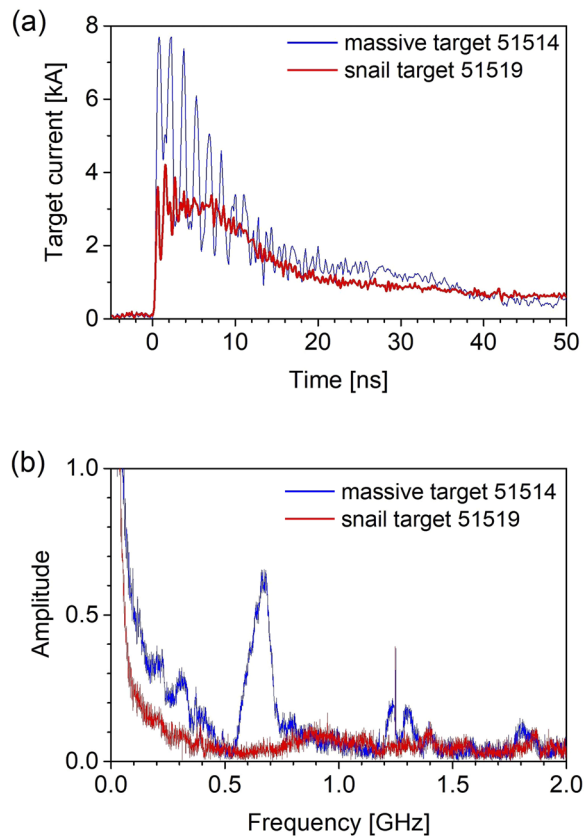 (a)
8
6
4
2
0
Target current [kA]
massive target 51514
snail target 51519
0 10 20 30 40 50
Time [ns]
(b)
1.0
0.5
0.0
Amplitude
massive target 51514
snail target 51519
0.0 0.5 1.0 1.5 2.0
Frequency [GHz]